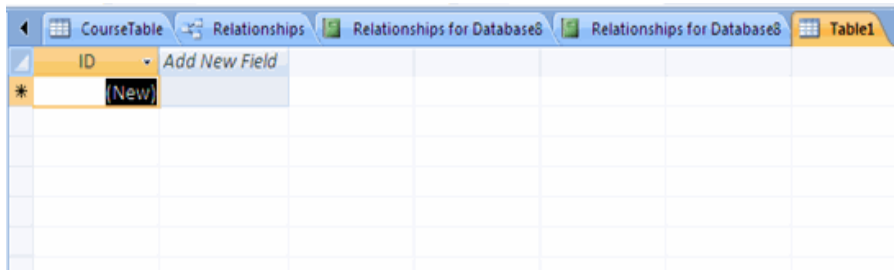 CourseTable Relationships Relationships for Database8 Relationships for Database8 Table1
ID Add New Field
(New)